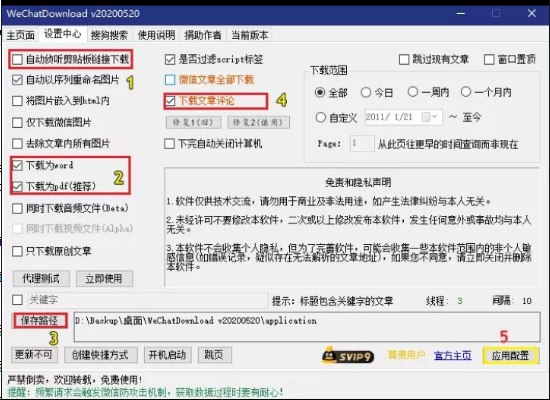 WeChatDownload v20200520
主页面 设置中心 搜狗搜索 使用说明 捐助作者 当前版本
自动侦听剪贴板链接下载 是否过滤script标签 跳过现有文章 窗口置顶
1
自动以序列重命名图片 微信文章全部下载 下载范围
将图片嵌入到html内 下载文章评论 4 全部 今日 一周内 一个月内
仅下载微信图片 修复1(旧) 修复2(慎用) 自定义 2011/ 1/21 ~ 至今
去除文章内所有图片 下完自动关闭计算机 Page: 1 从此页往更早的时间查询而非现在
下载为word
2
下载为pdf(推荐) 免责和隐私声明
同时下载音频文件(Beta) 1.软件仅供技术交流，请勿用于商业及非法用途，如产生法律纠纷与本人无关。
同时下载视频文件(Alpha) 2.未经许可不要修改本软件，二次或以上修改发布本软件，发生任何意外或事故均与本人无关。
只下载原创文章 3.本软件不会收集个人隐私，但为了完善软件，可能会收集一些本软件范围内的非个人敏感信息(如错误记录，疑似存在无法解析的文章地址)，如果您不同意，请立即关闭并删除本软件。
代理测试 立即使用
关键字 提示：标题包含关键字的文章 线程： 3 间隔： 10
保存路径 D:\Backup\桌面\WeChatDownload v20200520\application
3 5
更新不可 创建快捷方式 开机启动 跳页 SVIP9 尊贵用户 官方主页 应用配置
严禁倒卖，欢迎转载，免费使用！
提醒：频繁请求会触发微信防攻击机制，获取数据过程时要有耐心！